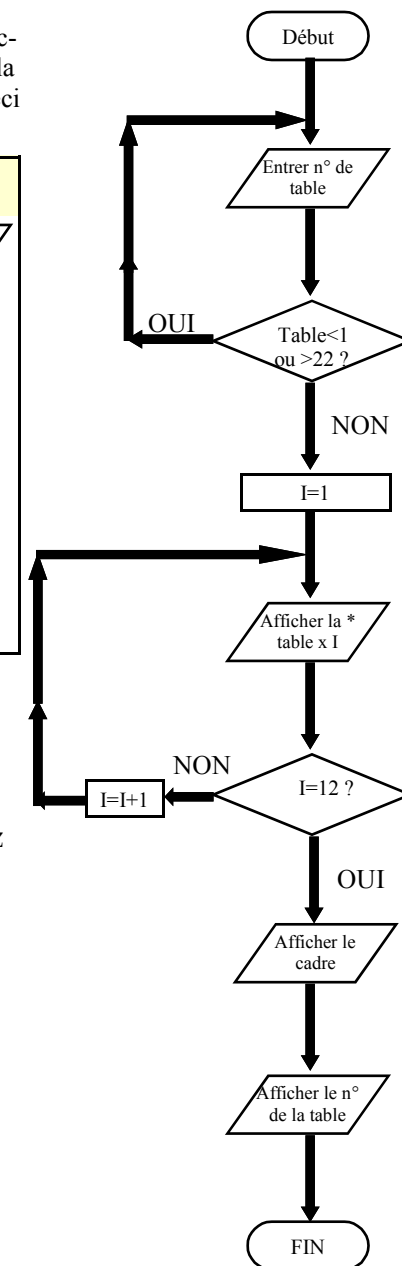 c-
la
ci
z
Début
Entrer n° de
table
OUI
Table<1
ou >22 ?
NON
I=1
Afficher la *
table x I
NON
I=I+1
I=12 ?
OUI
Afficher le
cadre
Afficher le n°
de la table
FIN